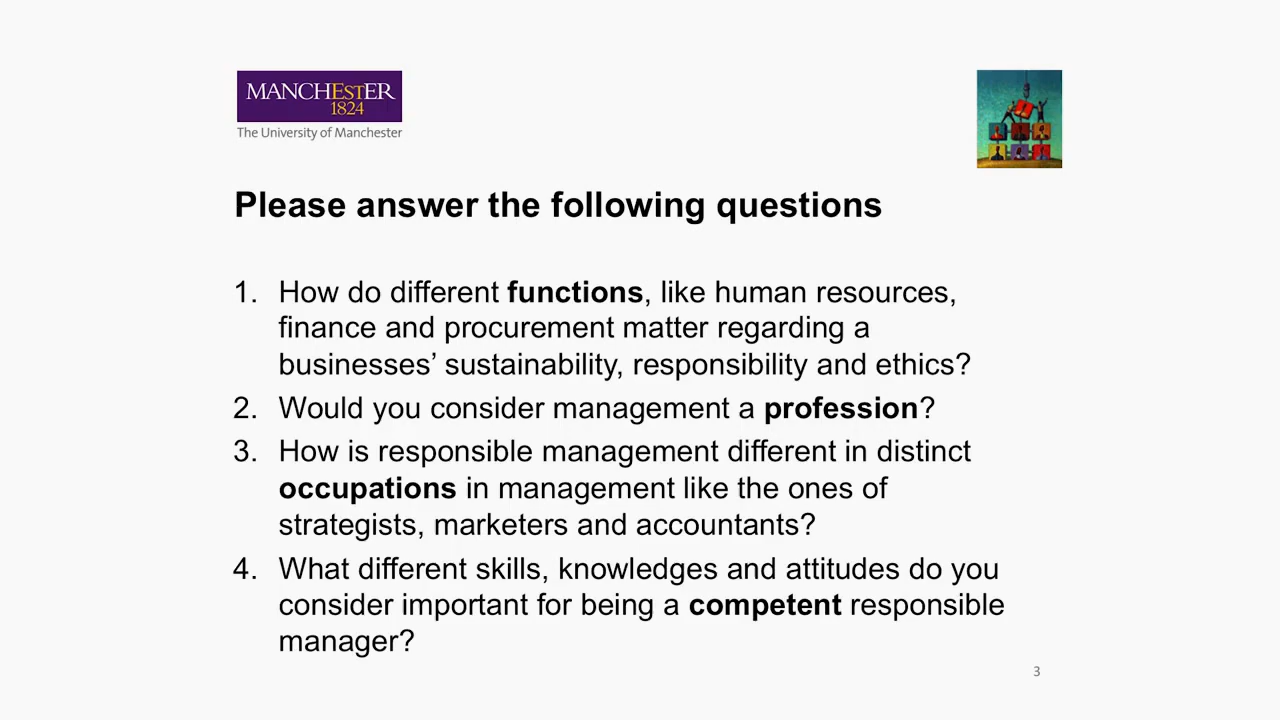 MANCHESTER
1824
The University of Manchester
Please answer the following questions
1. How do different functions, like human resources,
finance and procurement matter regarding a
businesses’ sustainability, responsibility and ethics?
2. Would you consider management a profession?
3. How is responsible management different in distinct
occupations in management like the ones of
strategists, marketers and accountants?
4. What different skills, knowledges and attitudes do you
consider important for being a competent responsible
manager?
3